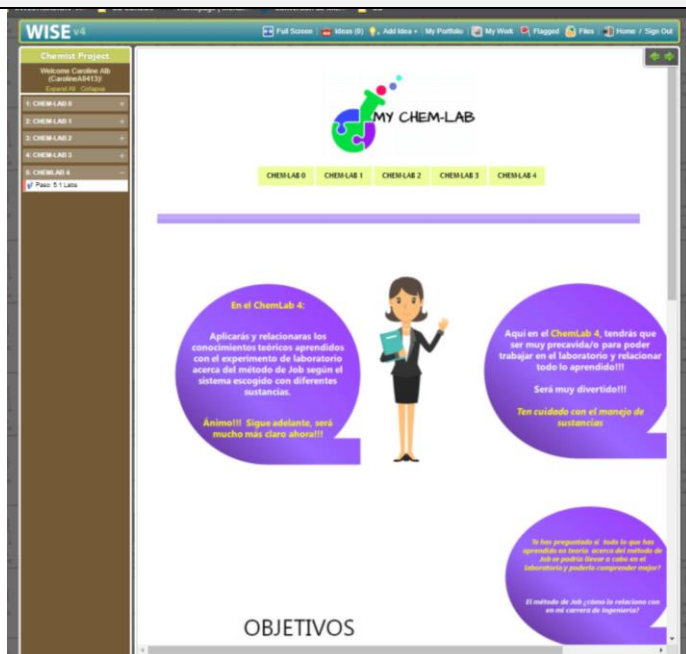 WISE v4
Full Screen | Ideas (0) Add Idea + | My Portfolio | My Work Flagged Files | Home / Sign Out
Chemist Project
Welcome Caroline Alb
(CarolineA8413)!
Expand All Collapse
1: CHEM-LAB 0 +
2: CHEM-LAB 1 +
3: CHEM-LAB 2 +
4: CHEM-LAB 3 +
5: CHEMLAB 4 –
Paso: 5.1 Labs
MY CHEM-LAB
CHEM-LAB 0 CHEM-LAB 1 CHEM-LAB 2 CHEM-LAB 3 CHEM-LAB 4
En el ChemLab 4:
Aplicarás y relacionaras los
conocimientos teóricos aprendidos
con el experimento de laboratorio
acerca del método de Job según el
sistema escogido con diferentes
sustancias.
Ánimo!!! Sigue adelante, será
mucho más claro ahora!!!
Aquí en el ChemLab 4, tendrás que
ser muy precavida/o para poder
trabajar en el laboratorio y relacionar
todo lo aprendido!!!
Será muy divertido!!!
Ten cuidado con el manejo de
sustancias
Te has preguntado si todo lo que has
aprendido en teoría acerca del método de
Job se podría llevar a cabo en el
laboratorio y poderlo comprender mejor?
El método de Job ¿cómo lo relaciono con
en mi carrera de ingeniería?
OBJETIVOS